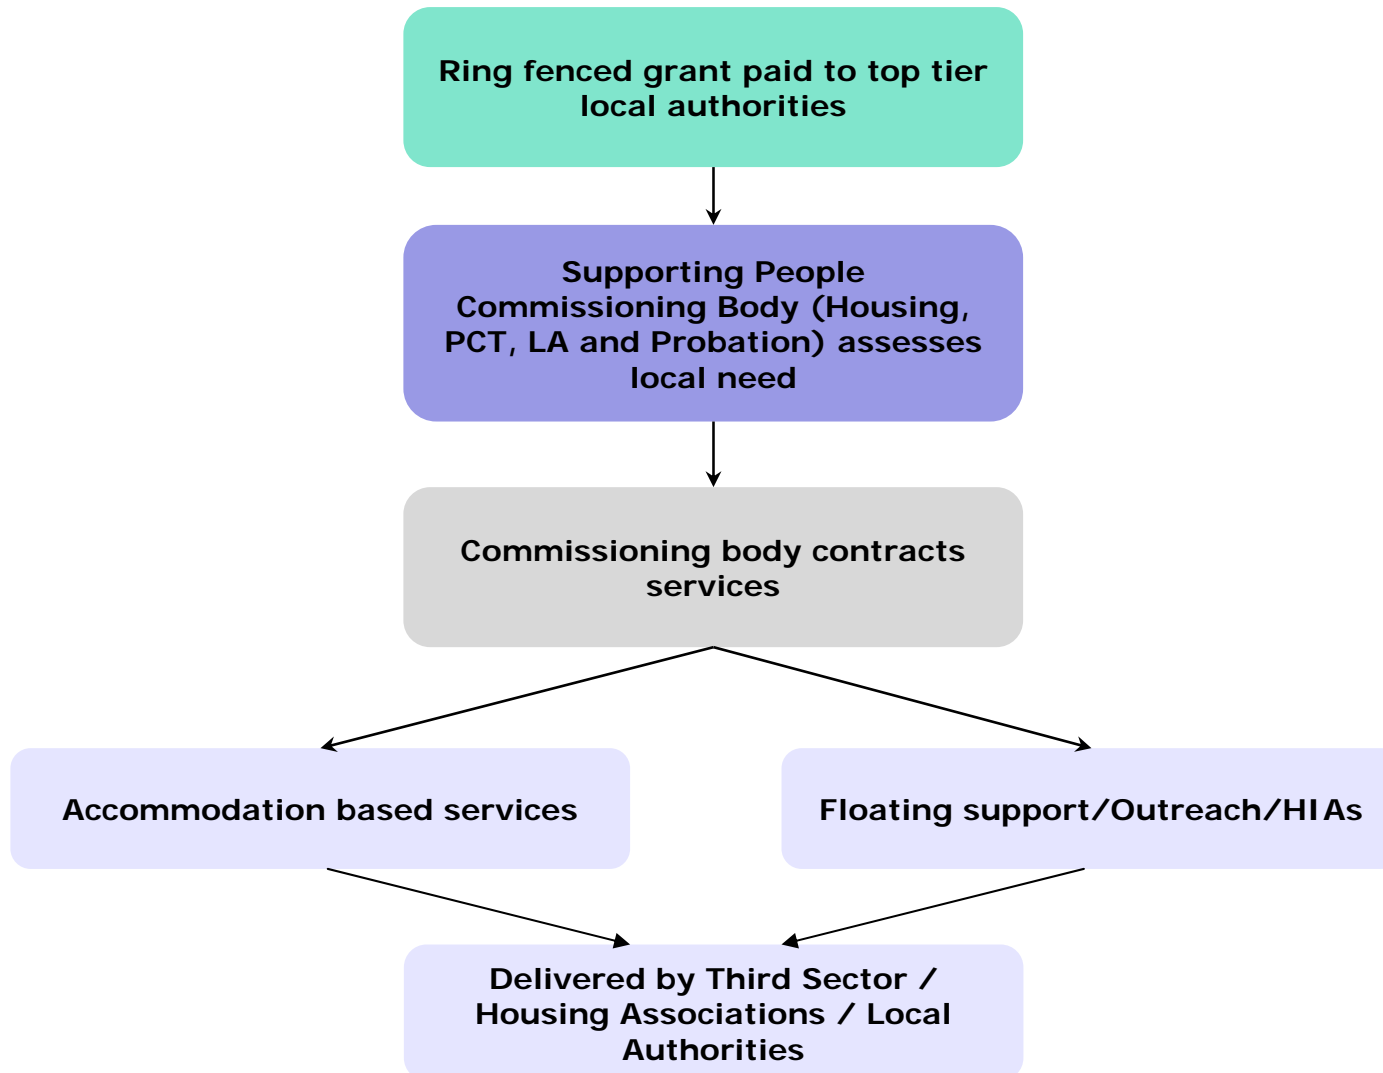 Ring fenced grant paid to top tier
local authorities
Supporting People
Commissioning Body (Housing,
PCT, LA and Probation) assesses
local need
Commissioning body contracts
services
Accommodation based services
Floating support/Outreach/HIAs
Delivered by Third Sector /
Housing Associations / Local
Authorities